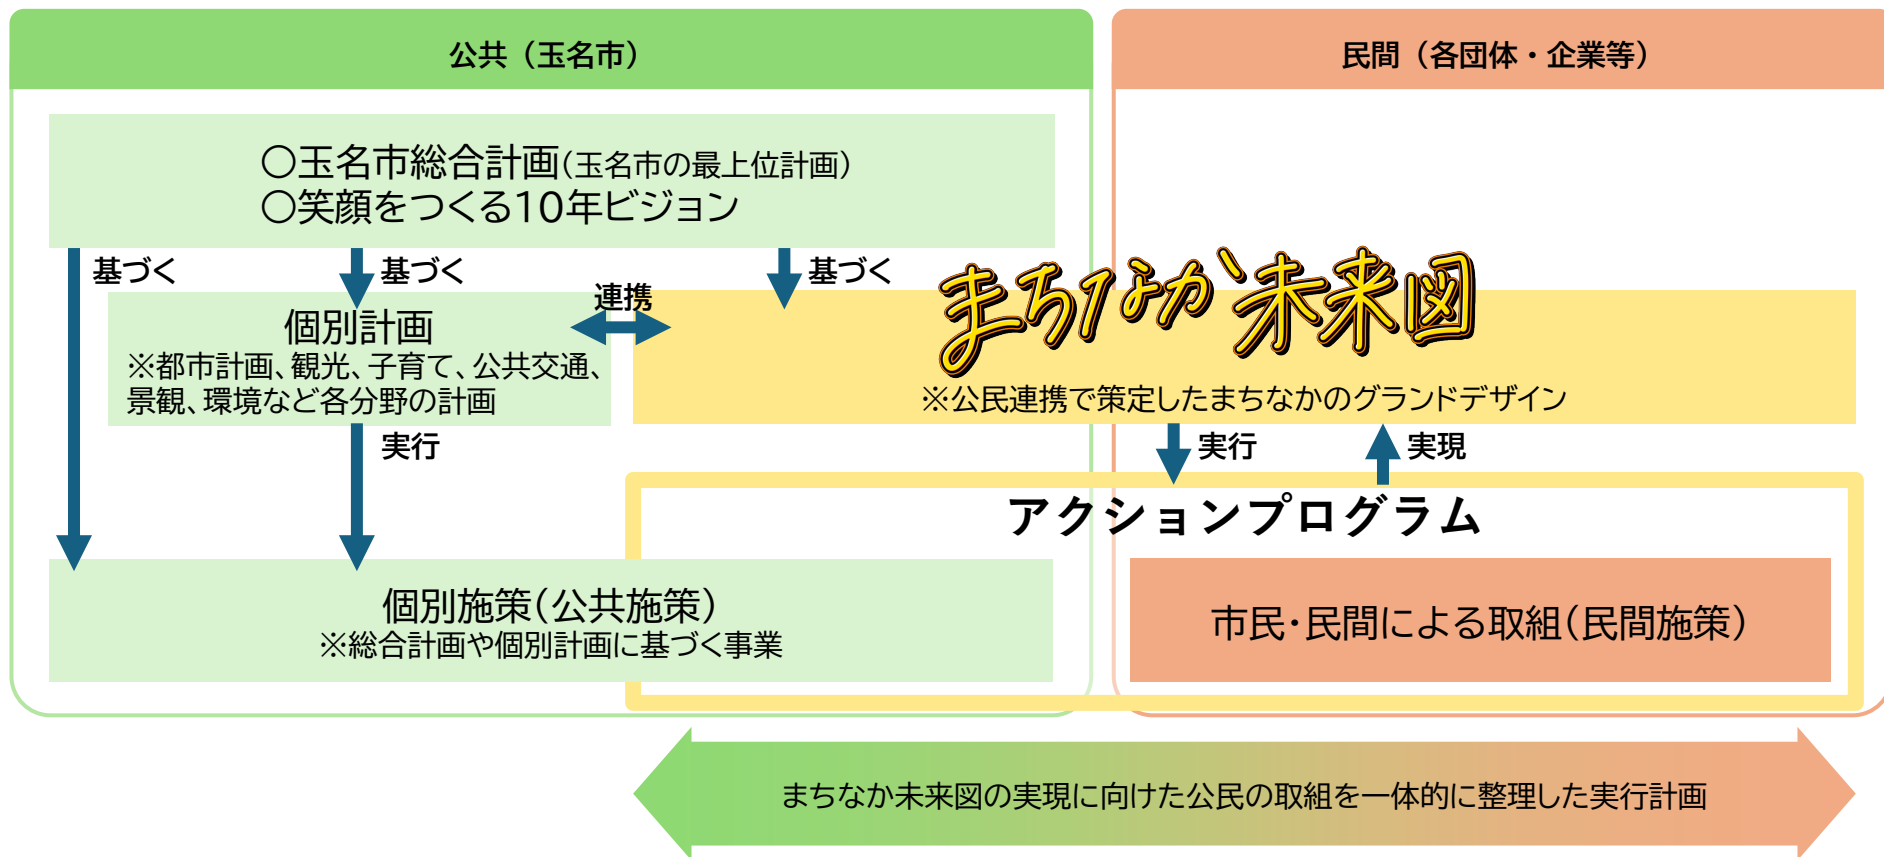 公共（玉名市）
民間（各団体・企業等）
○玉名市総合計画(玉名市の最上位計画)
○笑顔をつくる10年ビジョン
基づく
基づく
基づく
連携
個別計画
※都市計画、観光、子育て、公共交通、
景観、環境など各分野の計画
まちなか未来図
※公民連携で策定したまちなかのグランドデザイン
実行
実行
実現
アクションプログラム
個別施策(公共施策)
※総合計画や個別計画に基づく事業
市民・民間による取組(民間施策)
まちなか未来図の実現に向けた公民の取組を一体的に整理した実行計画